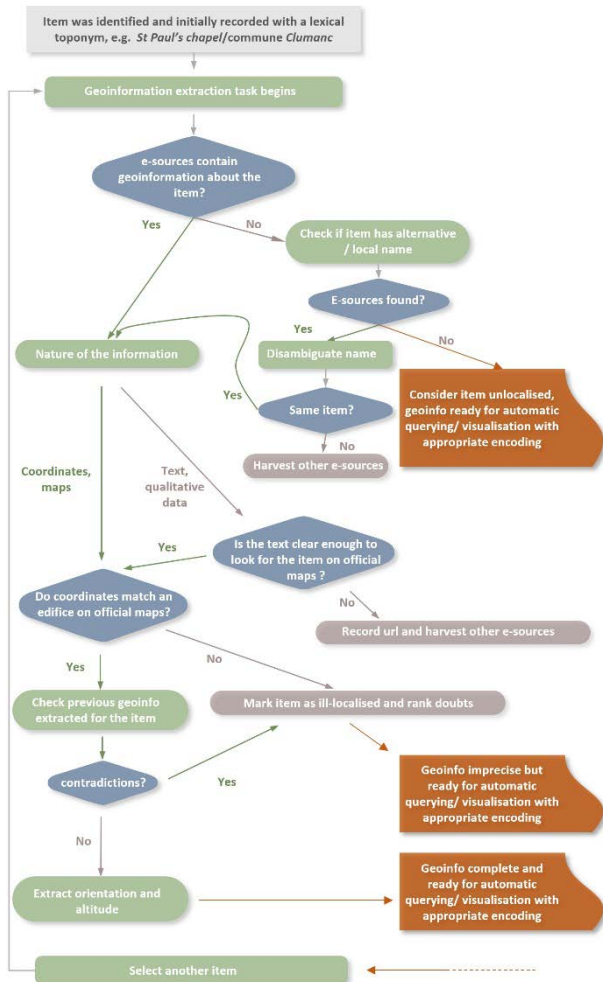 Item was identified and initially recorded with a lexical
toponym, e.g. St Paul's chapel/commune Clumanc
Geoinformation extraction task begins
e-sources contain
geoinformation about the
item?
Yes
No
Check if item has alternative
/ local name
E-sources found?
Yes
No
Nature of the information
Disambiguate name
Yes
Same item?
Consider item unlocalised,
geoinfo ready for automatic
querying/ visualisation with
appropriate encoding
No
Harvest other e-sources
Coordinates,
maps
Text,
qualitative
data
Is the text clear enough to
look for the item on official
maps ?
Yes
Do coordinates match an
edifice on official maps?
No
Record url and harvest other e-sources
No
Yes
Check previous geoinfo
extracted for the item
Mark item as ill-localised and rank doubts
contradictions?
Yes
Geoinfo imprecise but
ready for automatic
querying/ visualisation with
appropriate encoding
No
Extract orientation and
altitude
Geoinfo complete and
ready for automatic
querying/ visualisation with
appropriate encoding
Select another item